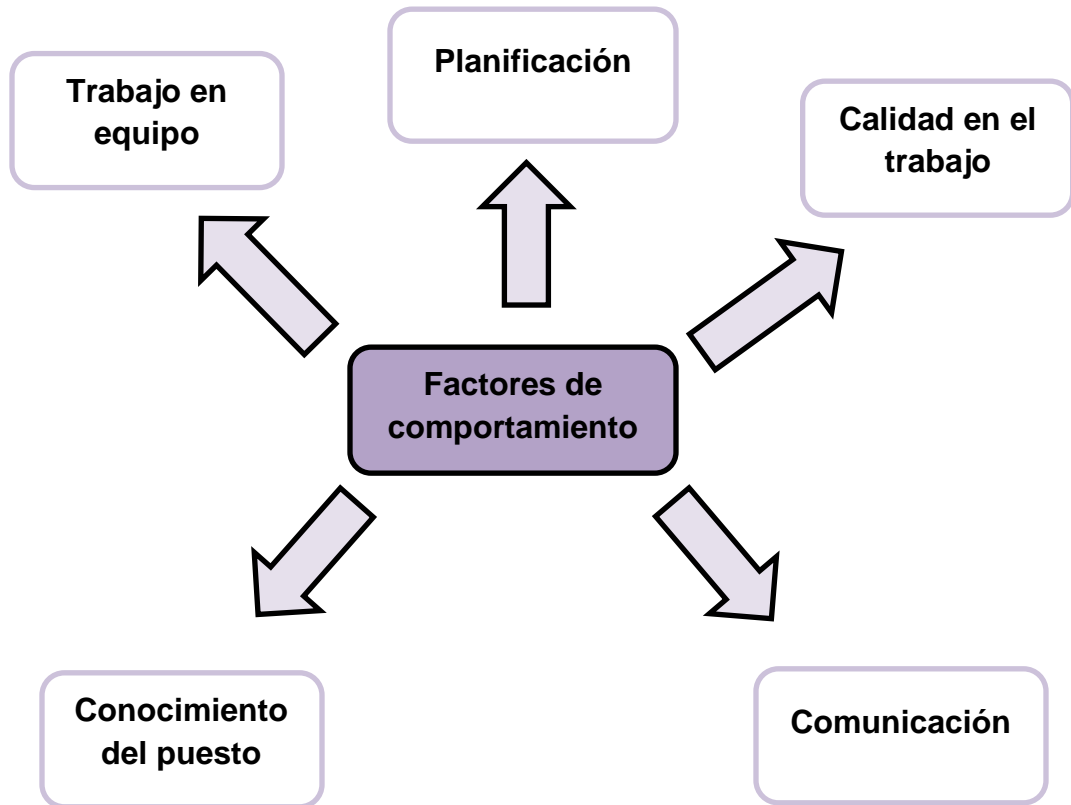 Planificación
Trabajo en
equipo
Calidad en el
trabajo
Factores de
comportamiento
Conocimiento
del puesto
Comunicación